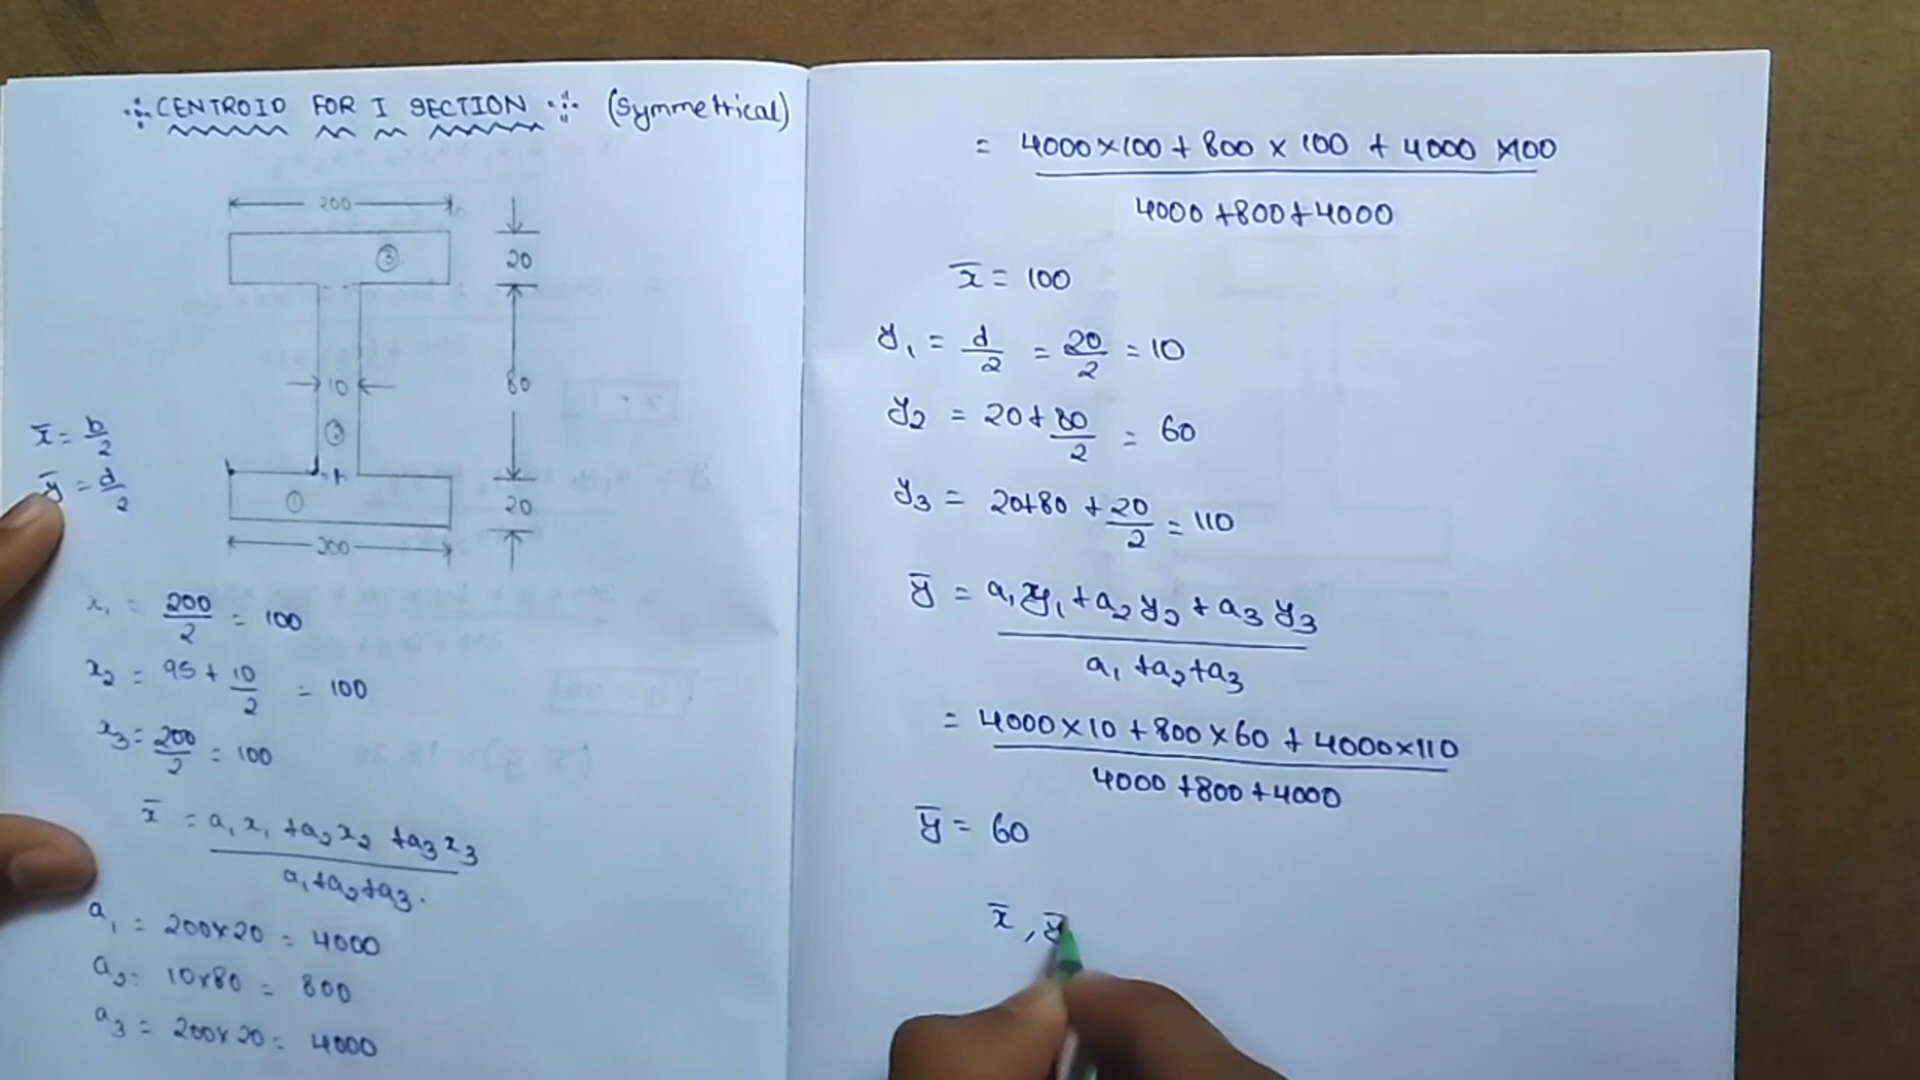 CENTROID FOR I SECTION (Symmetrical)
200
③
20
10
80
②
x̄ = b/2
ȳ = d/2
①
20
200
x₁ = 200/2 = 100
x₂ = 95 + 10/2 = 100
x₃ = 200/2 = 100
x̄ = a₁x₁ + a₂x₂ + a₃x₃
a₁+a₂+a₃.
a₁ = 200×20 = 4000
a₂ = 10×80 = 800
a₃ = 200×20 = 4000
= 4000×100 + 800 × 100 + 4000 ×100
4000+800+4000
x̄ = 100
y₁ = d/2 = 20/2 = 10
y₂ = 20+80/2 = 60
y₃ = 20+80 + 20/2 = 110
ȳ = a₁y₁ + a₂y₂ + a₃y₃
a₁+a₂+a₃
= 4000×10 + 800×60 + 4000×110
4000+800+4000
ȳ = 60
x̄, ȳ